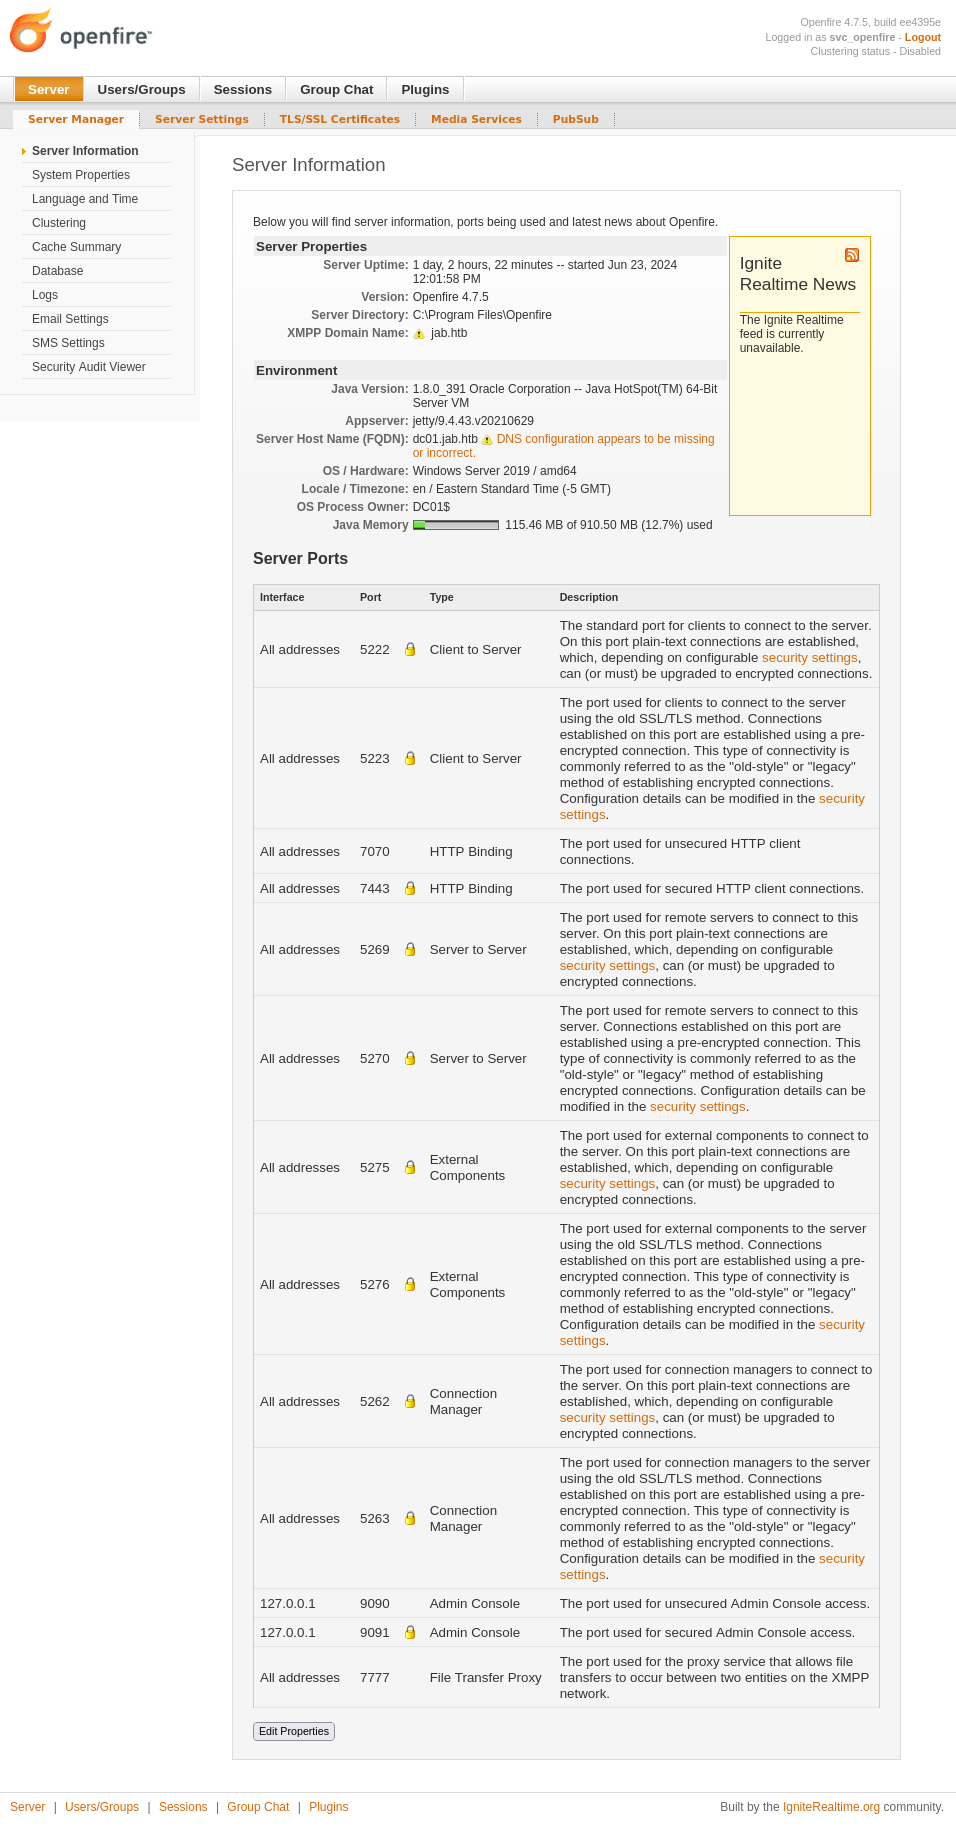 openfire™
Openfire 4.7.5, build ee4395e
Logged in as svc_openfire - Logout
Clustering status - Disabled
Server Users/Groups Sessions Group Chat Plugins
Server Manager Server Settings TLS/SSL Certificates Media Services PubSub
Server Information
System Properties
Language and Time
Clustering
Cache Summary
Database
Logs
Email Settings
SMS Settings
Security Audit Viewer
Server Information
Below you will find server information, ports being used and latest news about Openfire.
Server Properties
Server Uptime: 1 day, 2 hours, 22 minutes -- started Jun 23, 2024
12:01:58 PM
Version: Openfire 4.7.5
Server Directory: C:\Program Files\Openfire
XMPP Domain Name: jab.htb
Environment
Java Version: 1.8.0_391 Oracle Corporation -- Java HotSpot(TM) 64-Bit
Server VM
Appserver: jetty/9.4.43.v20210629
Server Host Name (FQDN): dc01.jab.htb DNS configuration appears to be missing
or incorrect.
OS / Hardware: Windows Server 2019 / amd64
Locale / Timezone: en / Eastern Standard Time (-5 GMT)
OS Process Owner: DC01$
Java Memory 115.46 MB of 910.50 MB (12.7%) used
Ignite
Realtime News
The Ignite Realtime
feed is currently
unavailable.
Server Ports
Interface Port Type Description
All addresses 5222 Client to Server
The standard port for clients to connect to the server.
On this port plain-text connections are established,
which, depending on configurable security settings,
can (or must) be upgraded to encrypted connections.
All addresses 5223 Client to Server
The port used for clients to connect to the server
using the old SSL/TLS method. Connections
established on this port are established using a pre-
encrypted connection. This type of connectivity is
commonly referred to as the "old-style" or "legacy"
method of establishing encrypted connections.
Configuration details can be modified in the security
settings.
All addresses 7070 HTTP Binding
The port used for unsecured HTTP client
connections.
All addresses 7443 HTTP Binding The port used for secured HTTP client connections.
All addresses 5269 Server to Server
The port used for remote servers to connect to this
server. On this port plain-text connections are
established, which, depending on configurable
security settings, can (or must) be upgraded to
encrypted connections.
All addresses 5270 Server to Server
The port used for remote servers to connect to this
server. Connections established on this port are
established using a pre-encrypted connection. This
type of connectivity is commonly referred to as the
"old-style" or "legacy" method of establishing
encrypted connections. Configuration details can be
modified in the security settings.
All addresses 5275 External
Components
The port used for external components to connect to
the server. On this port plain-text connections are
established, which, depending on configurable
security settings, can (or must) be upgraded to
encrypted connections.
All addresses 5276 External
Components
The port used for external components to the server
using the old SSL/TLS method. Connections
established on this port are established using a pre-
encrypted connection. This type of connectivity is
commonly referred to as the "old-style" or "legacy"
method of establishing encrypted connections.
Configuration details can be modified in the security
settings.
All addresses 5262 Connection
Manager
The port used for connection managers to connect to
the server. On this port plain-text connections are
established, which, depending on configurable
security settings, can (or must) be upgraded to
encrypted connections.
All addresses 5263 Connection
Manager
The port used for connection managers to the server
using the old SSL/TLS method. Connections
established on this port are established using a pre-
encrypted connection. This type of connectivity is
commonly referred to as the "old-style" or "legacy"
method of establishing encrypted connections.
Configuration details can be modified in the security
settings.
127.0.0.1 9090 Admin Console The port used for unsecured Admin Console access.
127.0.0.1 9091 Admin Console The port used for secured Admin Console access.
All addresses 7777 File Transfer Proxy
The port used for the proxy service that allows file
transfers to occur between two entities on the XMPP
network.
Edit Properties
Server | Users/Groups | Sessions | Group Chat | Plugins
Built by the IgniteRealtime.org community.